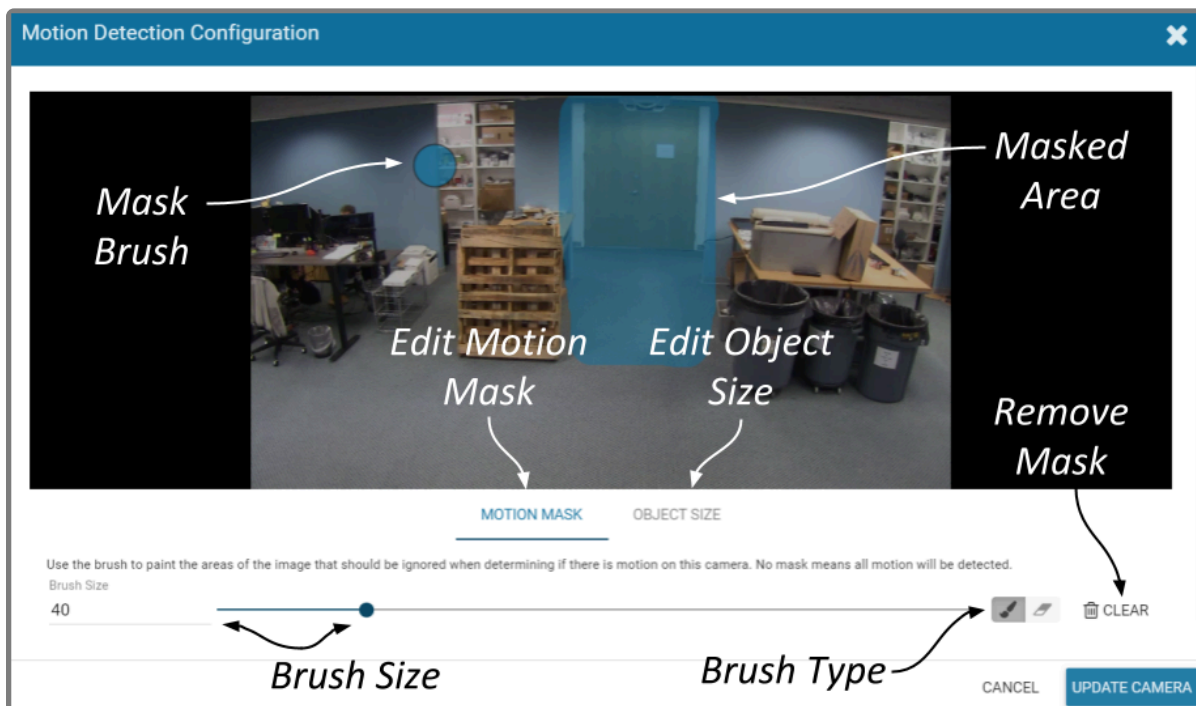 Motion Detection Configuration
Mask
Brush
Masked
Area
Edit Motion
Mask
Edit Object
Size
Remove
Mask
MOTION MASK
OBJECT SIZE
Use the brush to paint the areas of the image that should be ignored when determining if there is motion on this camera. No mask means all motion will be detected.
Brush Size
40
CLEAR
Brush Size
Brush Type
CANCEL
UPDATE CAMERA